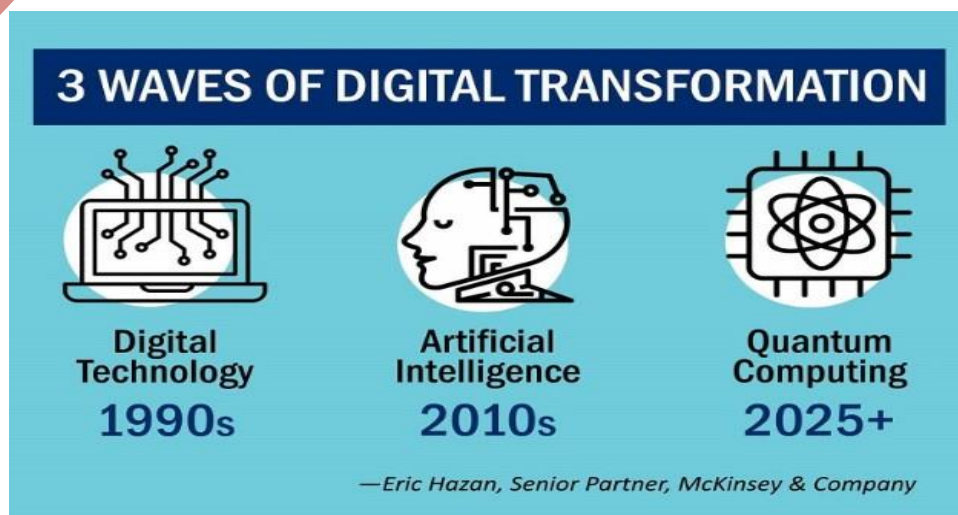 3 WAVES OF DIGITAL TRANSFORMATION
Digital
Technology
1990s
Artificial
Intelligence
2010s
Quantum
Computing
2025+
—Eric Hazan, Senior Partner, McKinsey & Company